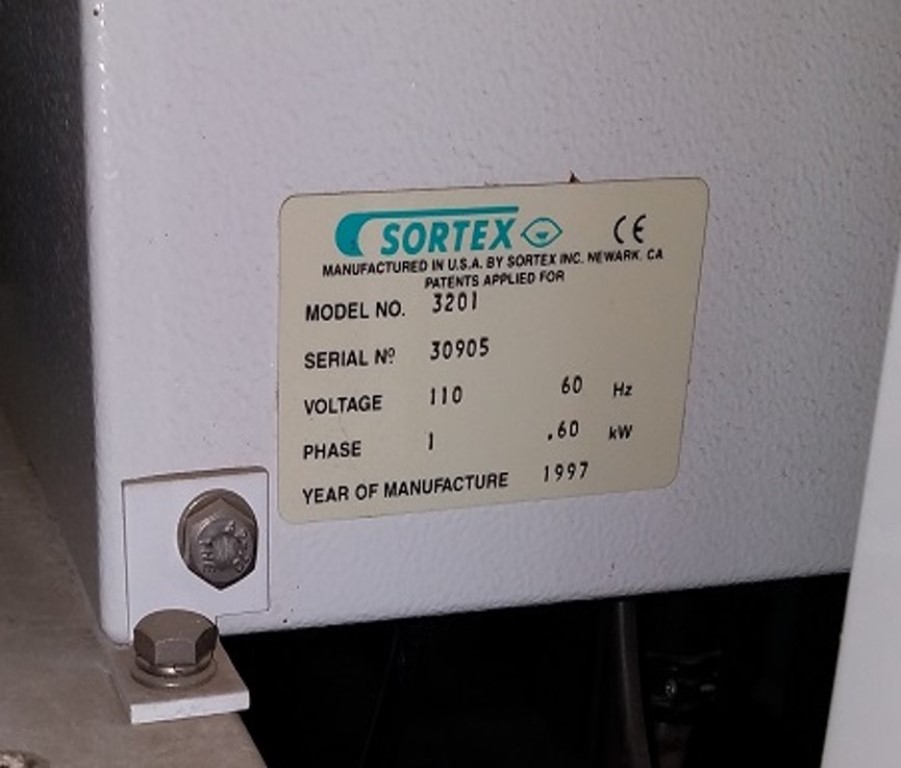 SORTEX CE
MANUFACTURED IN U.S.A. BY SORTEX INC. NEWARK, CA
PATENTS APPLIED FOR
MODEL NO. 3201
SERIAL Nº 30905
VOLTAGE 110 60 Hz
PHASE 1 .60 kW
YEAR OF MANUFACTURE 1997